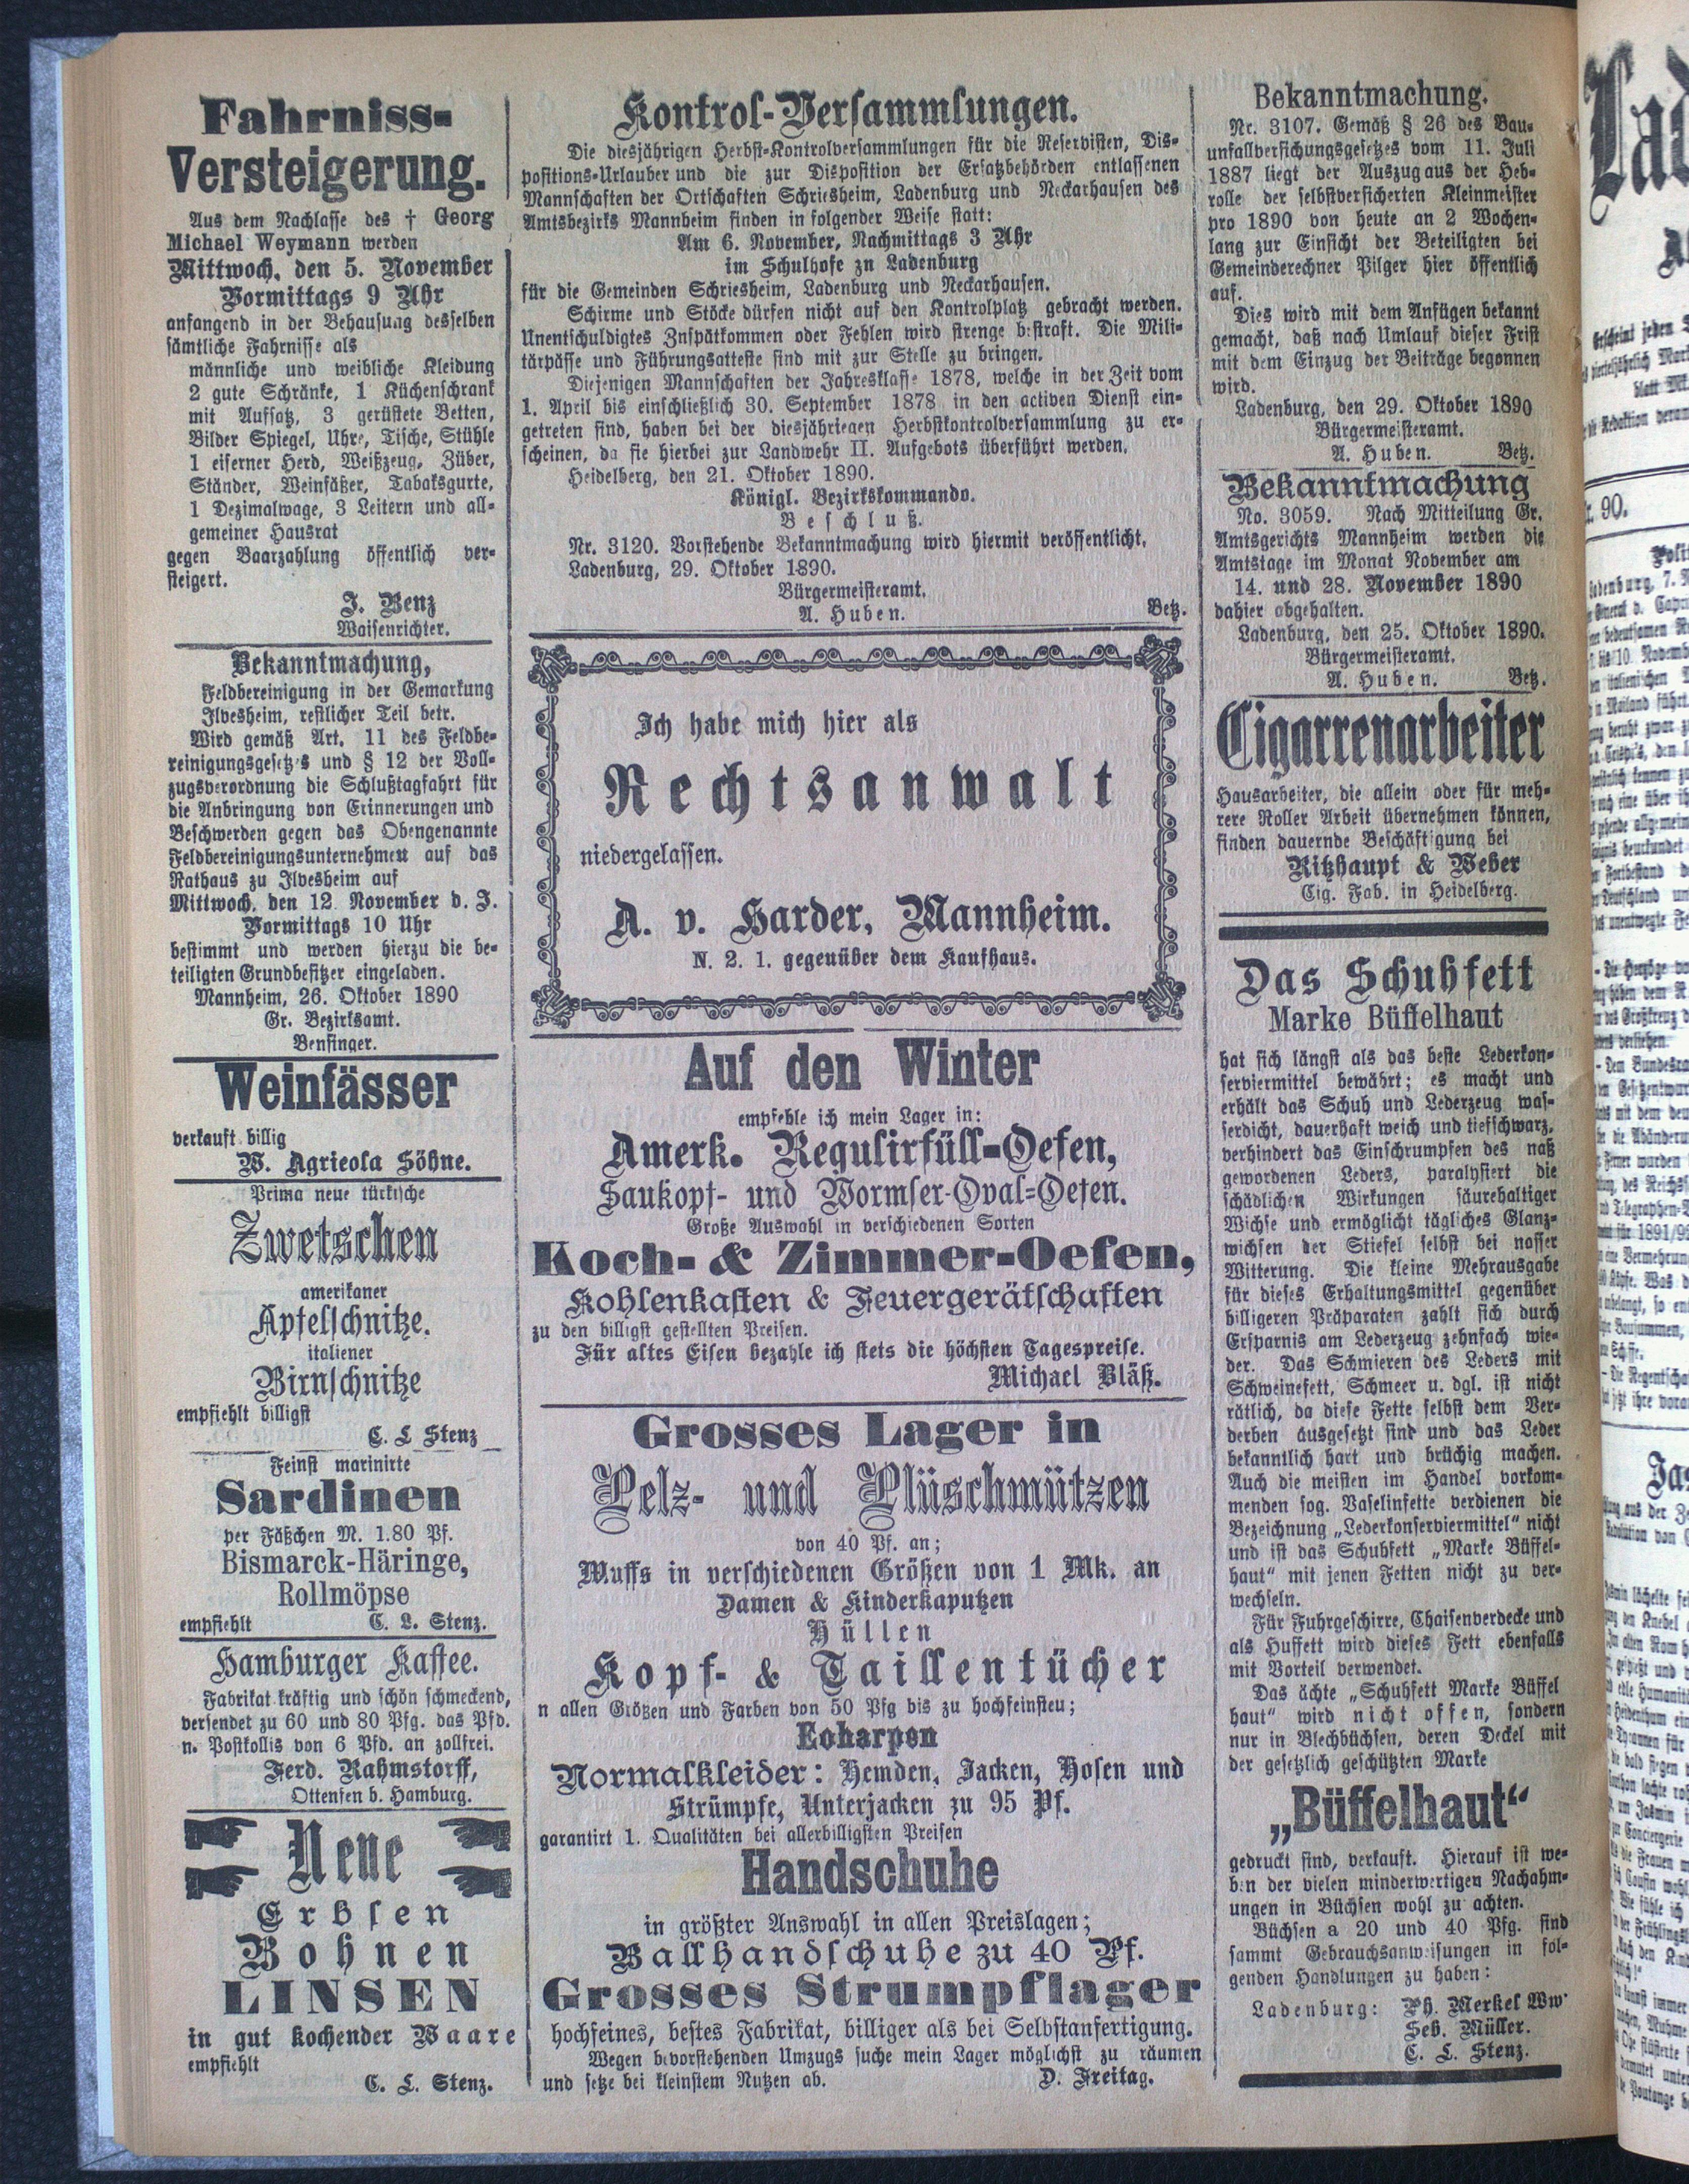 Fahrniss-
Versteigerung.
Aus dem Nachlasse des † Georg
Michael Weymann werden
Mittwoch, den 5. November
Vormittags 9 Uhr
anfangend in der Behausung desselben
sämtliche Fahrnisse als
männliche und weibliche Kleidung
2 gute Schränke, 1 Küchenschrank
mit Aufsatz, 3 gerüstete Betten,
Bilder Spiegel, Uhre, Tische, Stühle
1 eiserner Herd, Weißzeug, Züber,
Ständer, Weinfäßer, Tabaksgurte,
1 Dezimalwage, 3 Leitern und all-
gemeiner Hausrat
gegen Baarzahlung öffentlich ver-
steigert.
J. Benz
Waisenrichter.
Bekanntmachung,
Feldbereinigung in der Gemarkung
Ilvesheim, restlicher Teil betr.
Wird gemäß Art. 11 des Feldbe-
reinigungsgesetzes und § 12 der Voll-
zugsverordnung die Schlußtagfahrt für
die Anbringung von Erinnerungen und
Beschwerden gegen das Obengenannte
Feldbereinigungsunternehmen auf das
Rathaus zu Ilvesheim auf
Mittwoch, den 12. November d. J.
Vormittags 10 Uhr
bestimmt und werden hierzu die be-
teiligten Grundbesitzer eingeladen.
Mannheim, 26. Oktober 1890
Gr. Bezirksamt.
Bensinger.
Weinfässer
verkauft billig
W. Agricola Söhne.
Prima neue türkische
Zwetschen
amerikaner
Apfelschnitze.
italiener
Birnschnitze
empfiehlt billigst
C. L Stenz
Feinst marinirte
Sardinen
per Fäßchen M. 1.80 Pf.
Bismarck-Häringe,
Rollmöpse
empfiehlt C. L. Stenz.
Hamburger Kaffee.
Fabrikat kräftig und schön schmeckend,
versendet zu 60 und 80 Pfg. das Pfd.
n. Postkollis von 6 Pfd. an zollfrei.
Ferd. Rahmstorff,
Ottensen b. Hamburg.
Neue
Erbsen
Bohnen
LINSEN
in gut kochender Waare
empfiehlt
C. L. Stenz.
Kontrol-Versammlungen.
Die diesjährigen Herbst-Kontrolversammlungen für die Reservisten, Dis-
positions-Urlauber und die zur Disposition der Ersatzbehörden entlassenen
Mannschaften der Ortschaften Schriesheim, Ladenburg und Neckarhausen des
Amtsbezirks Mannheim finden in folgender Weise statt:
Am 6. November, Nachmittags 3 Uhr
im Schulhofe zu Ladenburg
für die Gemeinden Schriesheim, Ladenburg und Neckarhausen.
Schirme und Stöcke dürfen nicht auf den Kontrolplatz gebracht werden.
Unentschuldigtes Znspätkommen oder Fehlen wird strenge bestraft. Die Mili-
tärpässe und Führungsatteste sind mit zur Stelle zu bringen.
Diejenigen Mannschaften der Jahresklasse 1878, welche in der Zeit vom
1. April bis einschließlich 30. September 1878 in den activen Dienst ein-
getreten sind, haben bei der diesjährigen Herbstkontrolversammlung zu er-
scheinen, da sie hierbei zur Landwehr II. Aufgebots überführt werden.
Heidelberg, den 21. Oktober 1890.
Königl. Bezirkskommando.
Beschluß.
Nr. 3120. Vorstehende Bekanntmachung wird hiermit veröffentlicht.
Ladenburg, 29. Oktober 1890.
Bürgermeisteramt.
A. Huben. Betz.
Ich habe mich hier als
Rechtsanwalt
niedergelassen.
A. v. Harder, Mannheim.
N. 2. 1. gegenüber dem Kaufhaus.
Auf den Winter
empfehle ich mein Lager in:
Amerk. Regulirfüll-Oefen,
Saukopf- und Wormser-Oval-Oefen.
Große Auswahl in verschiedenen Sorten
Koch- & Zimmer-Oefen,
Kohlenkasten & Feuergerätschaften
zu den billigst gestellten Preisen.
Für altes Eisen bezahle ich stets die höchsten Tagespreise.
Michael Bläß.
Grosses Lager in
Pelz- und Plüschmützen
von 40 Pf. an;
Muffs in verschiedenen Größen von 1 Mk. an
Damen & Kinderkaputzen
Hüllen
Kopf- & Taillentücher
n allen Größen und Farben von 50 Pfg bis zu hochfeinsten;
Echarpen
Normalkleider: Hemden, Jacken, Hosen und
Strümpfe, Unterjacken zu 95 Pf.
garantirt 1. Qualitäten bei allerbilligsten Preisen
Handschuhe
in größter Answahl in allen Preislagen;
Ballhandschuhe zu 40 Pf.
Grosses Strumpflager
hochfeines, bestes Fabrikat, billiger als bei Selbstanfertigung.
Wegen bevorstehenden Umzugs suche mein Lager möglichst zu räumen
und setze bei kleinstem Nutzen ab. D. Freitag.
Bekanntmachung.
Nr. 3107. Gemäß § 26 des Bau-
unfallversichungsgesetzes vom 11. Juli
1887 liegt der Auszug aus der Heb-
rolle der selbstversicherten Kleinmeister
pro 1890 von heute an 2 Wochen-
lang zur Einsicht der Beteiligten bei
Gemeinderechner Pilger hier öffentlich
auf.
Dies wird mit dem Anfügen bekannt
gemacht, daß nach Umlauf dieser Frist
mit dem Einzug der Beiträge begonnen
wird.
Ladenburg, den 29. Oktober 1890
Bürgermeisteramt.
A. Huben. Betz.
Bekanntmachung
No. 3059. Nach Mitteilung Gr.
Amtsgerichts Mannheim werden die
Amtstage im Monat November am
14. und 28. November 1890
dahier abgehalten.
Ladenburg, den 25. Oktober 1890.
Bürgermeisteramt.
A. Huben. Betz.
Cigarrenarbeiter
Hausarbeiter, die allein oder für meh-
rere Roller Arbeit übernehmen können,
finden dauernde Beschäftigung bei
Ritzhaupt & Weber
Cig. Fab. in Heidelberg.
Das Schuhfett
Marke Büffelhaut
hat sich längst als das beste Lederkon-
serviermittel bewährt; es macht und
erhält das Schuh und Lederzeug was-
serdicht, dauerhaft weich und tiefschwarz,
verhindert das Einschrumpfen des naß
gewordenen Leders, paralysiert die
schädlichen Wirkungen säurehaltiger
Wichse und ermöglicht tägliches Glanz-
wichsen der Stiefel selbst bei nasser
Witterung. Die kleine Mehrausgabe
für dieses Erhaltungsmittel gegenüber
billigeren Präparaten zahlt sich durch
Ersparnis am Lederzeug zehnfach wie-
der. Das Schmieren des Leders mit
Schweinefett, Schmeer u. dgl. ist nicht
rätlich, da diese Fette selbst dem Ver-
derben ausgesetzt sind und das Leder
bekanntlich hart und brüchig machen.
Auch die meisten im Handel vorkom-
menden sog. Vaselinfette verdienen die
Bezeichnung „Lederkonserviermittel" nicht
und ist das Schuhfett „Marke Büffel-
haut" mit jenen Fetten nicht zu ver-
wechseln.
Für Fuhrgeschirre, Chaisenverdecke und
als Huffett wird dieses Fett ebenfalls
mit Vorteil verwendet.
Das ächte „Schuhfett Marke Büffel
haut" wird nicht offen, sondern
nur in Blechbüchsen, deren Deckel mit
der gesetzlich geschützten Marke
„Büffelhaut"
gedruckt sind, verkauft. Hierauf ist we-
gen der vielen minderwertigen Nachahm-
ungen in Büchsen wohl zu achten.
Büchsen a 20 und 40 Pfg. sind
sammt Gebrauchsanweisungen in fol-
genden Handlungen zu haben:
Ladenburg: Ph. Merkel Ww.
Seb. Müller.
C. L. Stenz.
90.